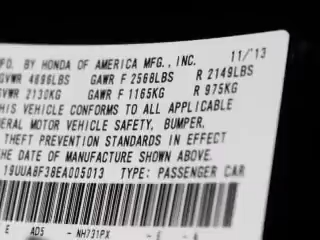 MFD. BY HONDA OF AMERICA MFG., INC. 11/'13
GVWR 4696LBS GAWR F 2568LBS R 2149LBS
GVWR 2130KG GAWR F 1165KG R 975KG
THIS VEHICLE CONFORMS TO ALL APPLICABLE
ERAL MOTOR VEHICLE SAFETY, BUMPER,
THEFT PREVENTION STANDARDS IN EFFECT
THE DATE OF MANUFACTURE SHOWN ABOVE.
19UUA8F38EA005013 TYPE: PASSENGER CAR
E AD5 - NH731PX - E - A